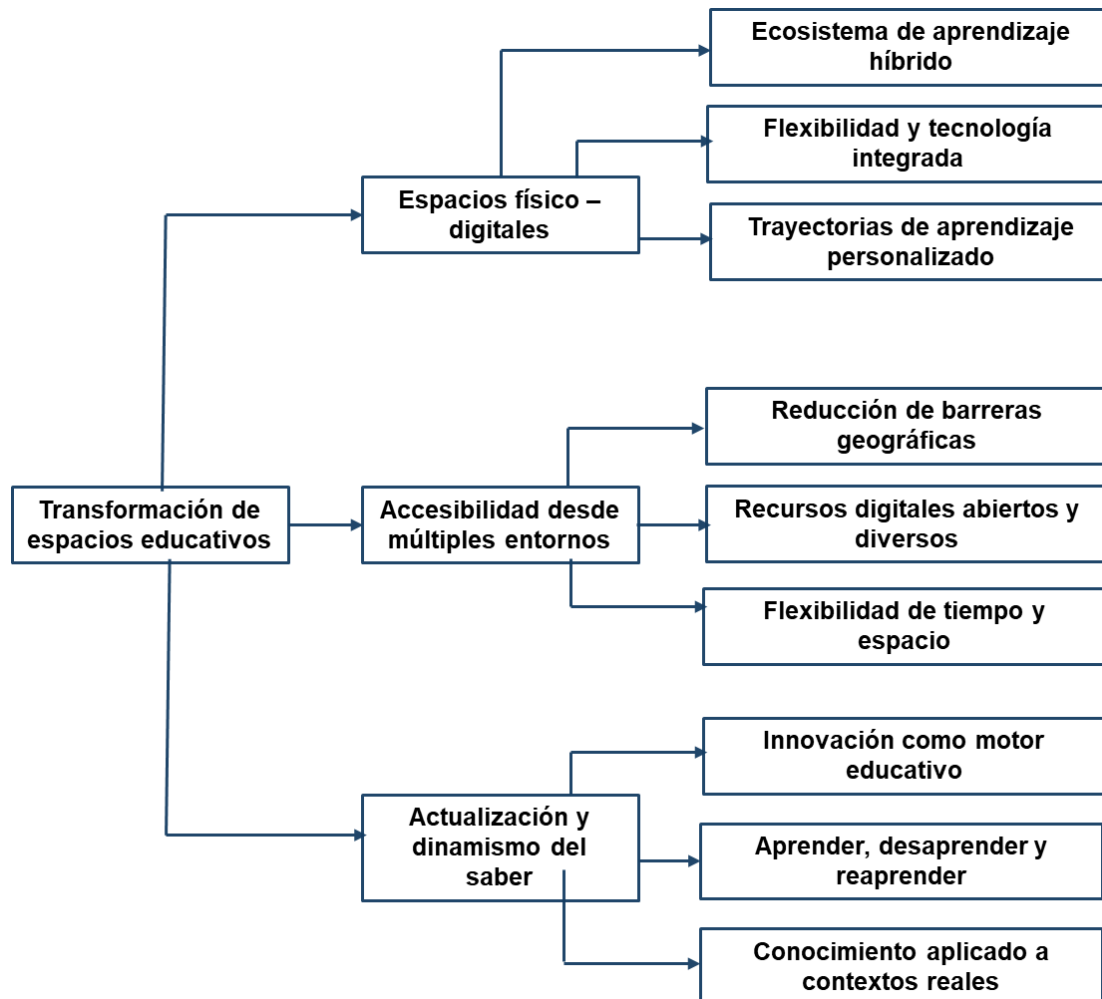 Ecosistema de aprendizaje
híbrido
Flexibilidad y tecnología
integrada
Espacios físico –
digitales
Trayectorias de aprendizaje
personalizado
Reducción de barreras
geográficas
Transformación de
espacios educativos
Accesibilidad desde
múltiples entornos
Recursos digitales abiertos y
diversos
Flexibilidad de tiempo y
espacio
Innovación como motor
educativo
Actualización y
dinamismo del
saber
Aprender, desaprender y
reaprender
Conocimiento aplicado a
contextos reales